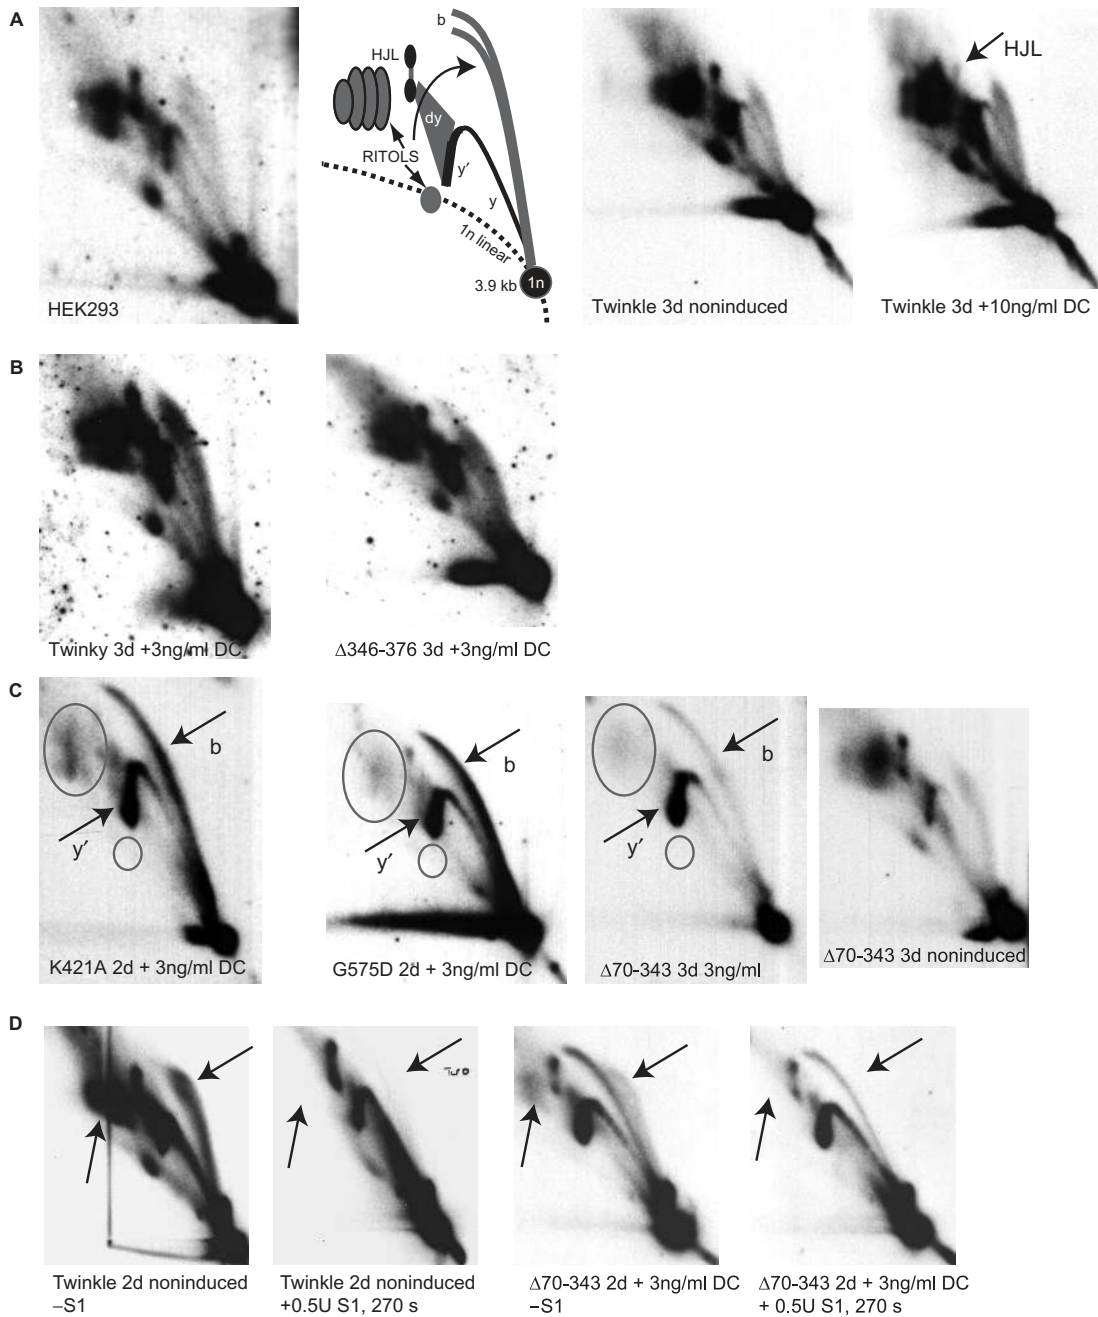 A
HEK293
b
HJL
dy
RITOLS
y′
y
1n linear
3.9 kb
1n
Twinkle 3d noninduced
HJL
Twinkle 3d +10ng/ml DC
B
Twinky 3d +3ng/ml DC
Δ346-376 3d +3ng/ml DC
C
b
y′
K421A 2d + 3ng/ml DC
b
y′
G575D 2d + 3ng/ml DC
b
y′
Δ70-343 3d 3ng/ml
Δ70-343 3d noninduced
D
Twinkle 2d noninduced
–S1
Twinkle 2d noninduced
+0.5U S1, 270 s
Δ70-343 2d + 3ng/ml DC
–S1
Δ70-343 2d + 3ng/ml DC
+ 0.5U S1, 270 s